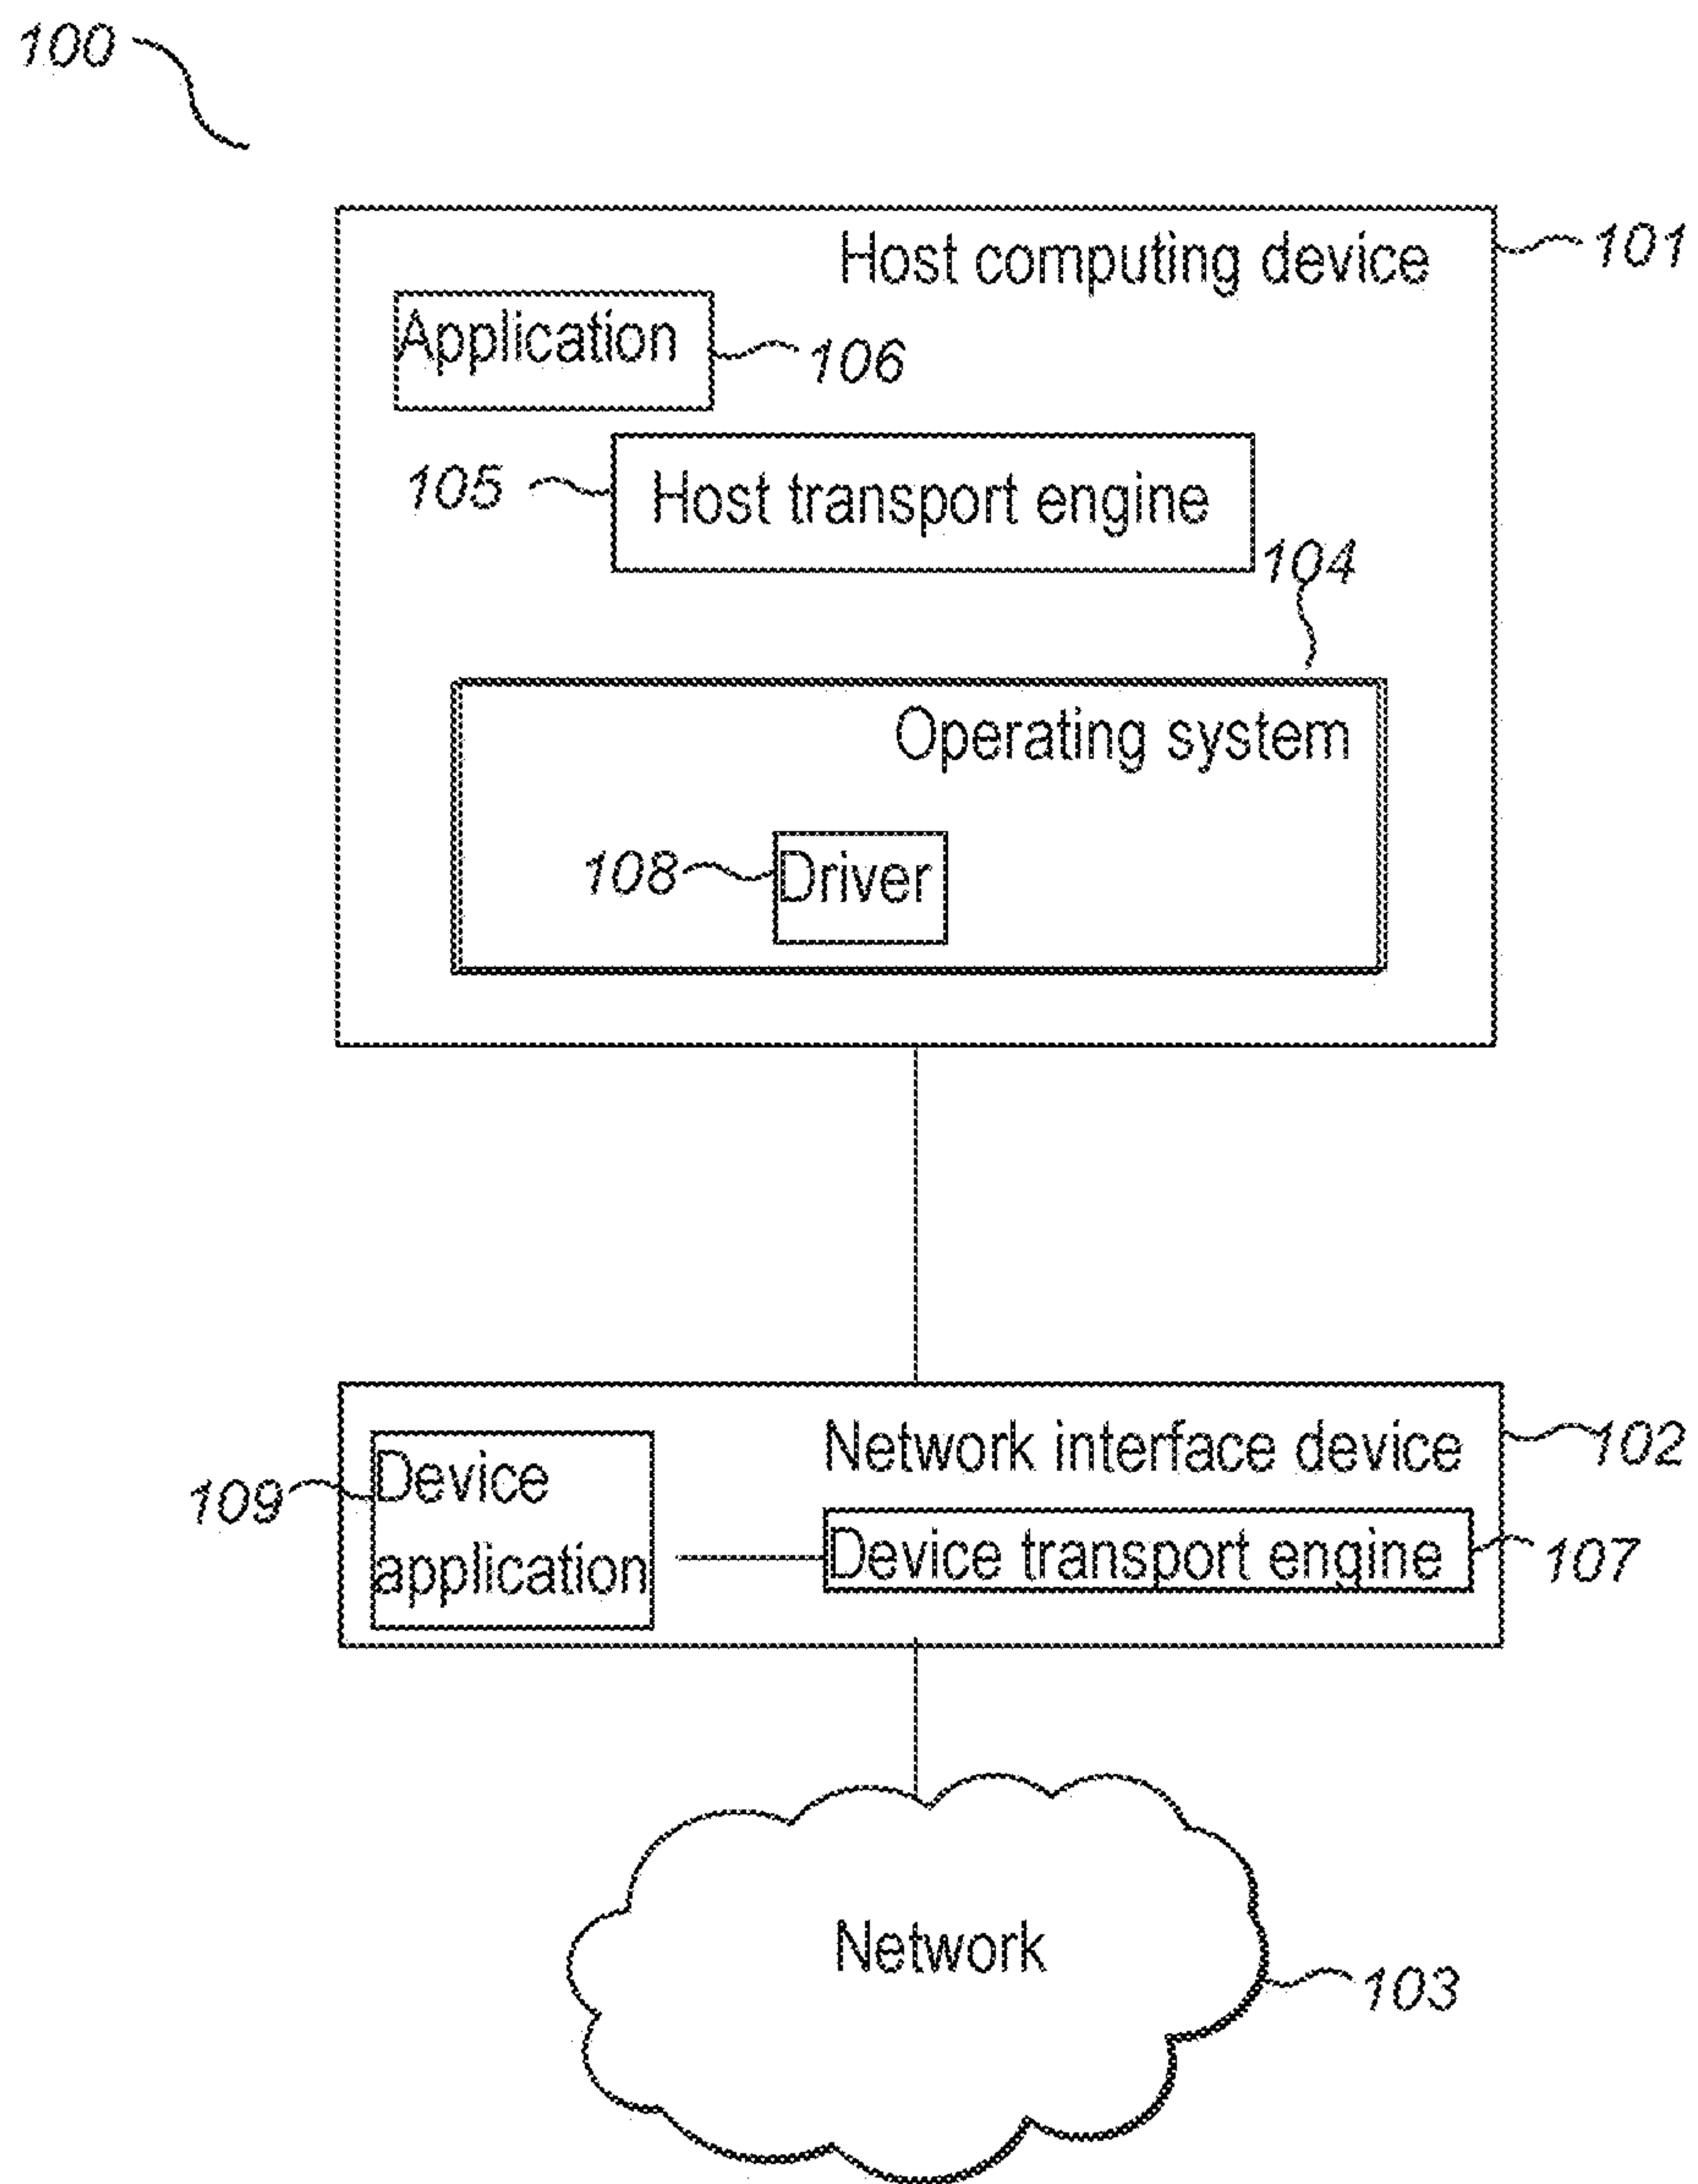 100
Host computing device
101
Application
106
105
Host transport engine
104
Operating system
108
Driver
Network interface device
102
109
Device
application
Device transport engine
107
Network
103